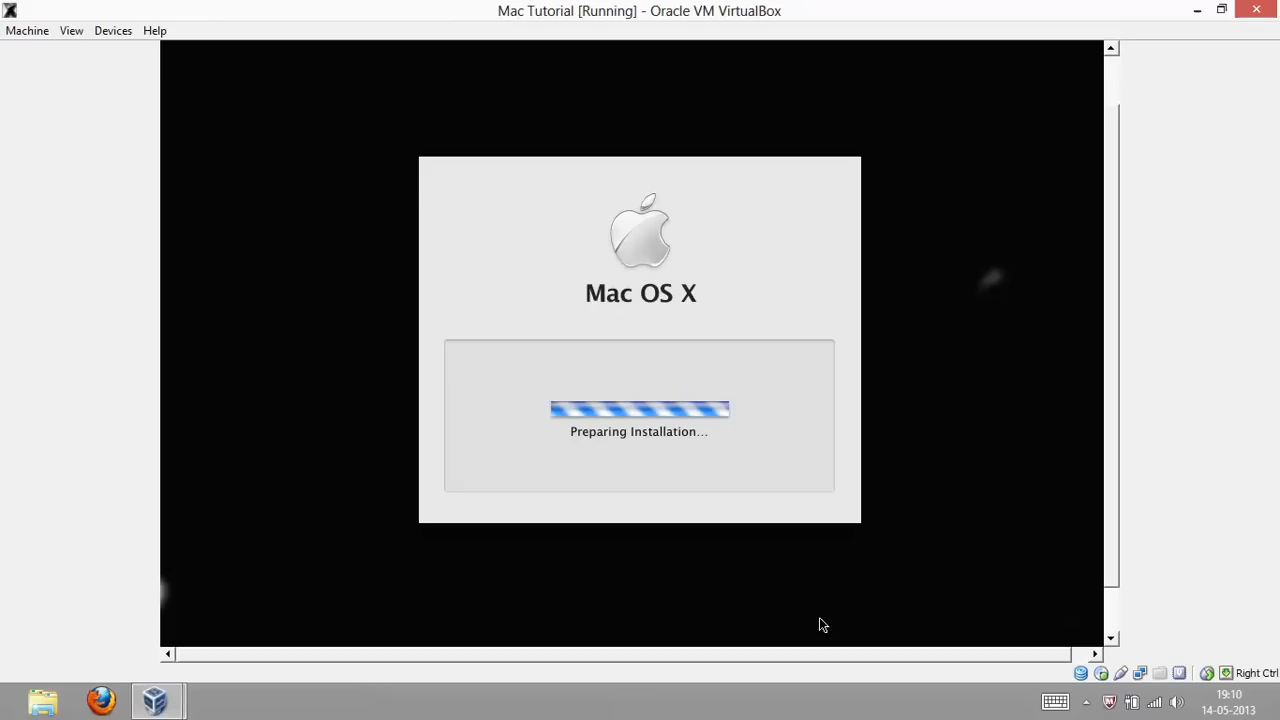 Mac Tutorial [Running] - Oracle VM VirtualBox
Machine View Devices Help
Mac OS X
Preparing Installation...
Right Ctrl
19:10
14-05-2013